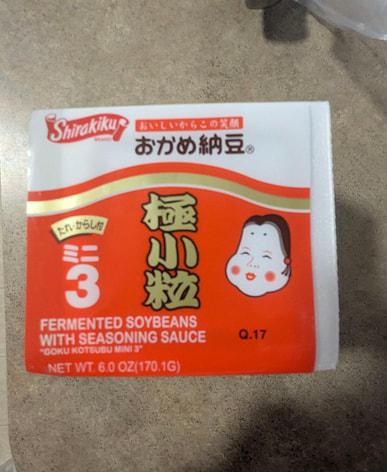 Shirakiku
BRAND
おいしいからこの笑顔
おかめ納豆®
たれ・からし付
ミニ
3
極小粒
FERMENTED SOYBEANS
WITH SEASONING SAUCE
"GOKU KOTSUBU MINI 3"
Q.17
NET WT. 6.0 OZ(170.1G)